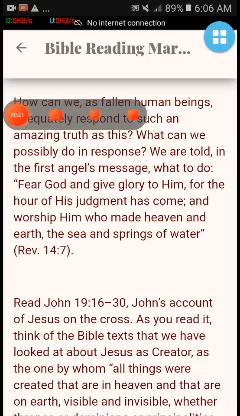 0:0KB/s U:0KB/s 89% 6:06 AM
No internet connection
Bible Reading Mar...
How can we, as fallen human beings,
adequately respond to such an
amazing truth as this? What can we
possibly do in response? We are told, in
the first angel's message, what to do:
“Fear God and give glory to Him, for the
hour of His judgment has come; and
worship Him who made heaven and
earth, the sea and springs of water”
(Rev. 14:7).
Read John 19:16–30, John's account
of Jesus on the cross. As you read it,
think of the Bible texts that we have
looked at about Jesus as Creator, as
the one by whom “all things were
created that are in heaven and that are
on earth, visible and invisible, whether